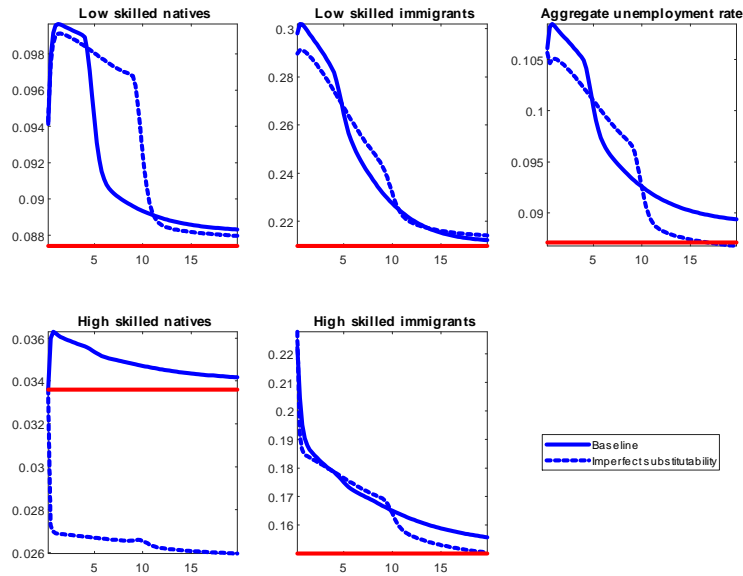 Low skilled natives
0.098
0.096
0.094
0.092
0.09
0.088
5 10 15
Low skilled immigrants
0.3
0.28
0.26
0.24
0.22
5 10 15
Aggregate unemployment rate
0.105
0.1
0.095
0.09
5 10 15
High skilled natives
0.036
0.034
0.032
0.03
0.028
0.026
5 10 15
High skilled immigrants
0.22
0.21
0.2
0.19
0.18
0.17
0.16
5 10 15
Baseline
Imperfect substitutability